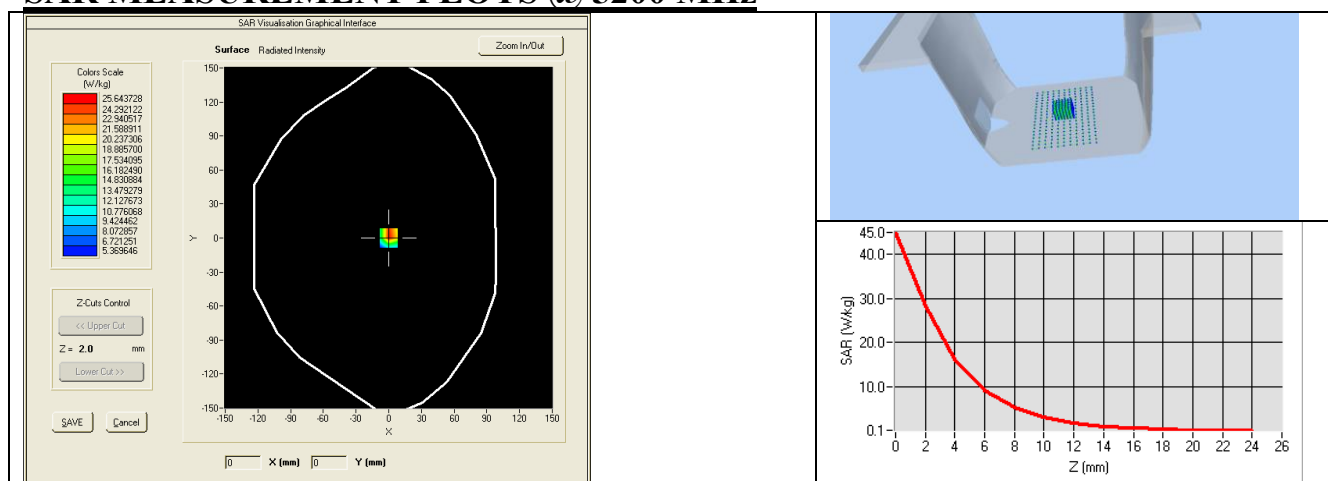 SAR MEASUREMENT PLOTS @ 5200 MHz
SAR Visualisation Graphical Interface
Surface Radiated Intensity
Zoom In/Out
Colors Scale
(W/kg)
25.643728
24.292122
22.940517
21.588911
20.237306
18.885700
17.534095
16.182490
14.830884
13.479279
12.127673
10.776068
9.424462
8.072857
6.721251
5.369646
Z-Cuts Control
<< Upper Cut
Z = 2.0 mm
Lower Cut >>
SAVE Cancel
150
120
90
60
30
0
-30
-60
-90
-120
-150
Y
-150 -120 -90 -60 -30 0 30 60 90 120 150
X
0 X (mm) 0 Y (mm)
45.0
40.0
30.0
20.0
10.0
0.1
SAR (W/kg)
0 2 4 6 8 10 12 14 16 18 20 22 24 26
Z (mm)